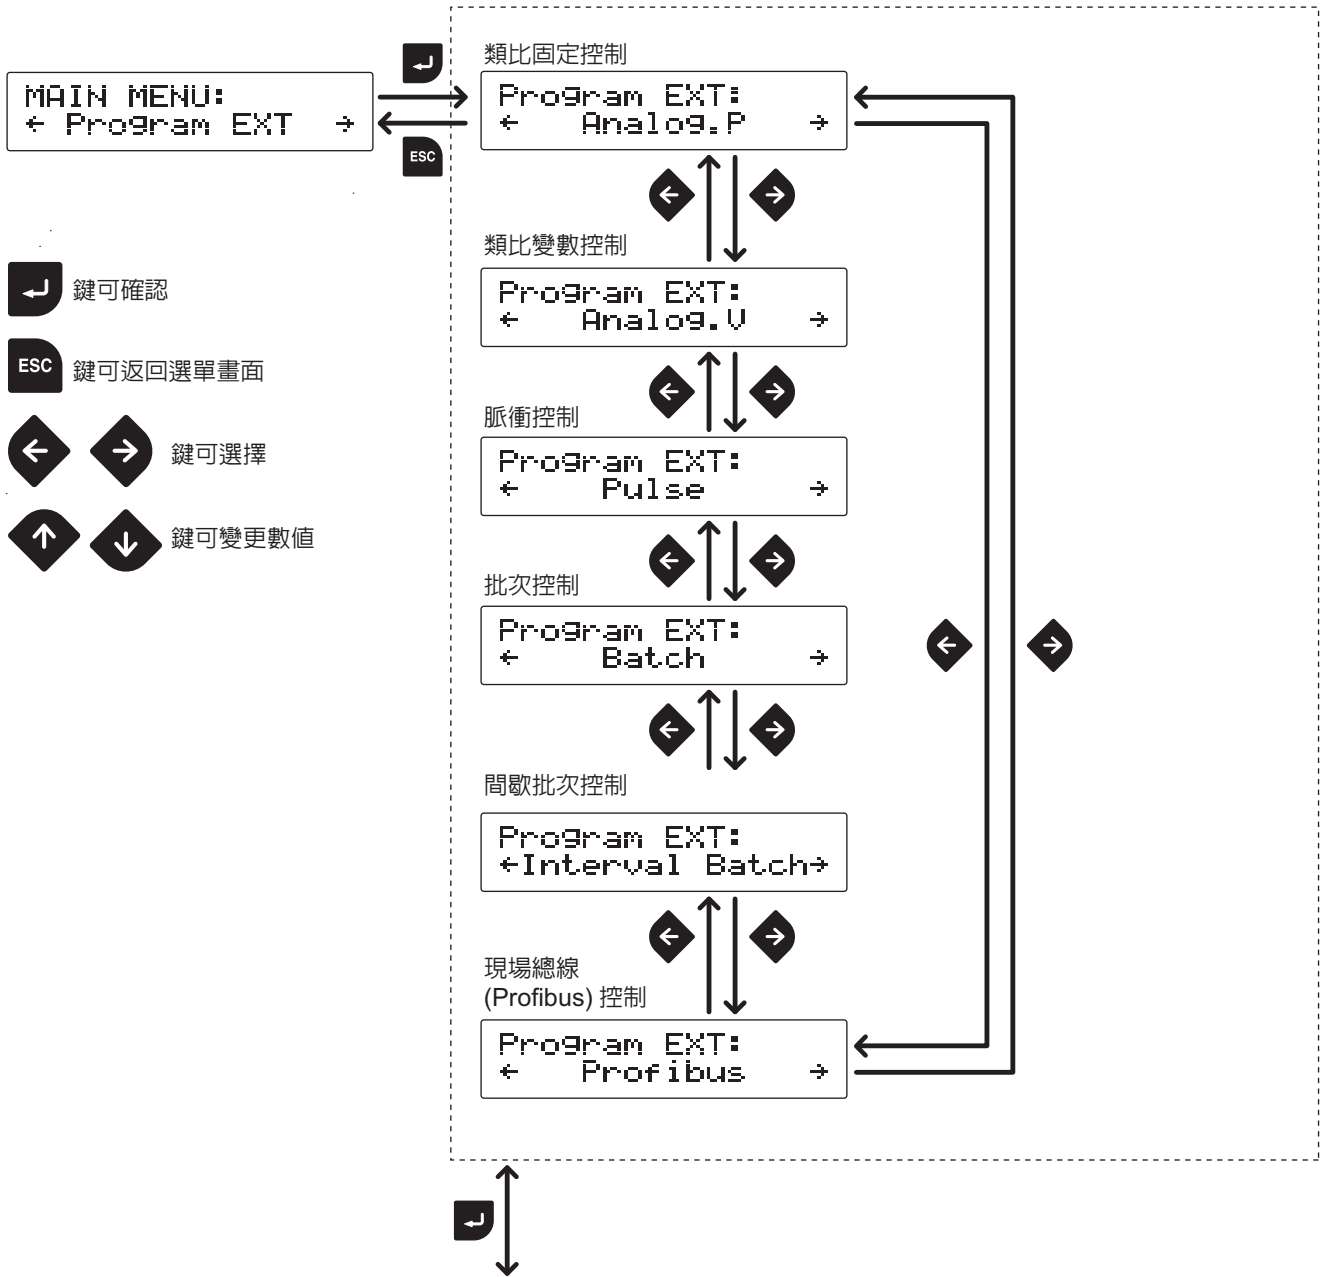 類比固定控制
MAIN MENU:
← Program EXT →
Program EXT:
← Analog.P →
ESC
類比變數控制
Program EXT:
← Analog.V →
鍵可確認
ESC 鍵可返回選單畫面
← → 鍵可選擇
↑ ↓ 鍵可變更數值
脈衝控制
Program EXT:
← Pulse →
批次控制
Program EXT:
← Batch →
間歇批次控制
Program EXT:
←Interval Batch→
現場總線
(Profibus) 控制
Program EXT:
← Profibus →